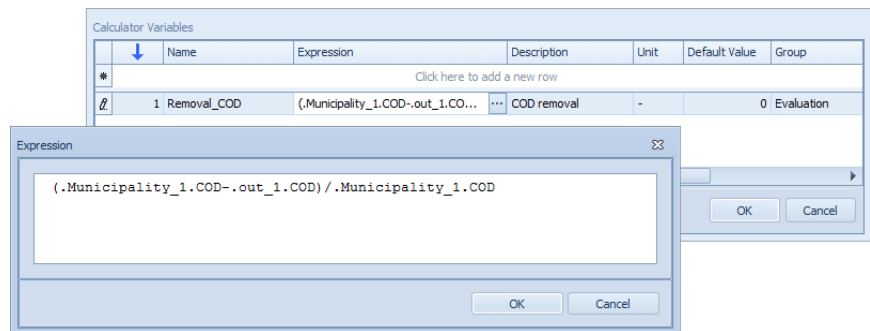 Calculator Variables
Name Expression Description Unit Default Value Group
Click here to add a new row
1 Removal_COD (.Municipality_1.COD-.out_1.CO... ... COD removal - 0 Evaluation
Expression
(.Municipality_1.COD-.out_1.COD)/.Municipality_1.COD
OK Cancel
OK Cancel